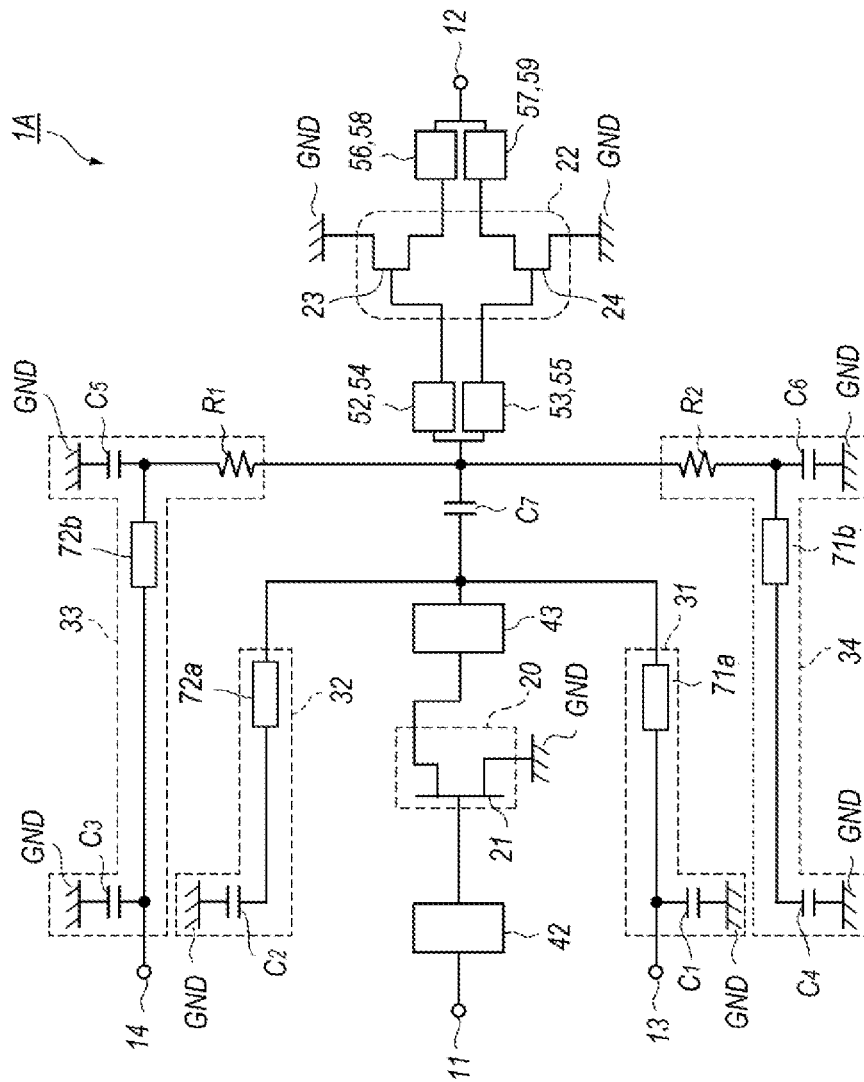 1A
GND
C5
R1
72b
33
GND
C3
14
72a
32
GND
C2
12
56,58
57,59
GND
22
23
24
GND
52,54
53,55
C7
43
20
GND
21
42
11
31
71a
13
C1
GND
R2
C6
GND
71b
34
C4
GND